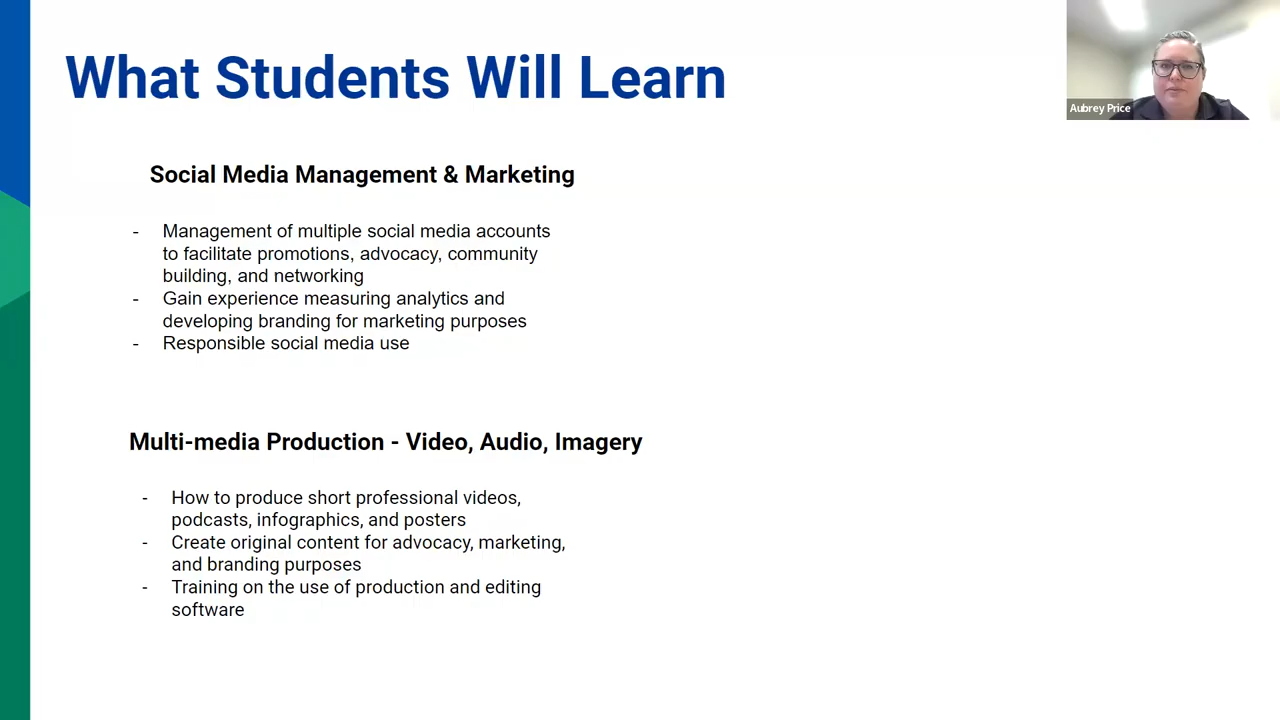 What Students Will Learn
Aubrey Price
Social Media Management & Marketing
- Management of multiple social media accounts
to facilitate promotions, advocacy, community
building, and networking
- Gain experience measuring analytics and
developing branding for marketing purposes
- Responsible social media use
Multi-media Production - Video, Audio, Imagery
- How to produce short professional videos,
podcasts, infographics, and posters
- Create original content for advocacy, marketing,
and branding purposes
- Training on the use of production and editing
software